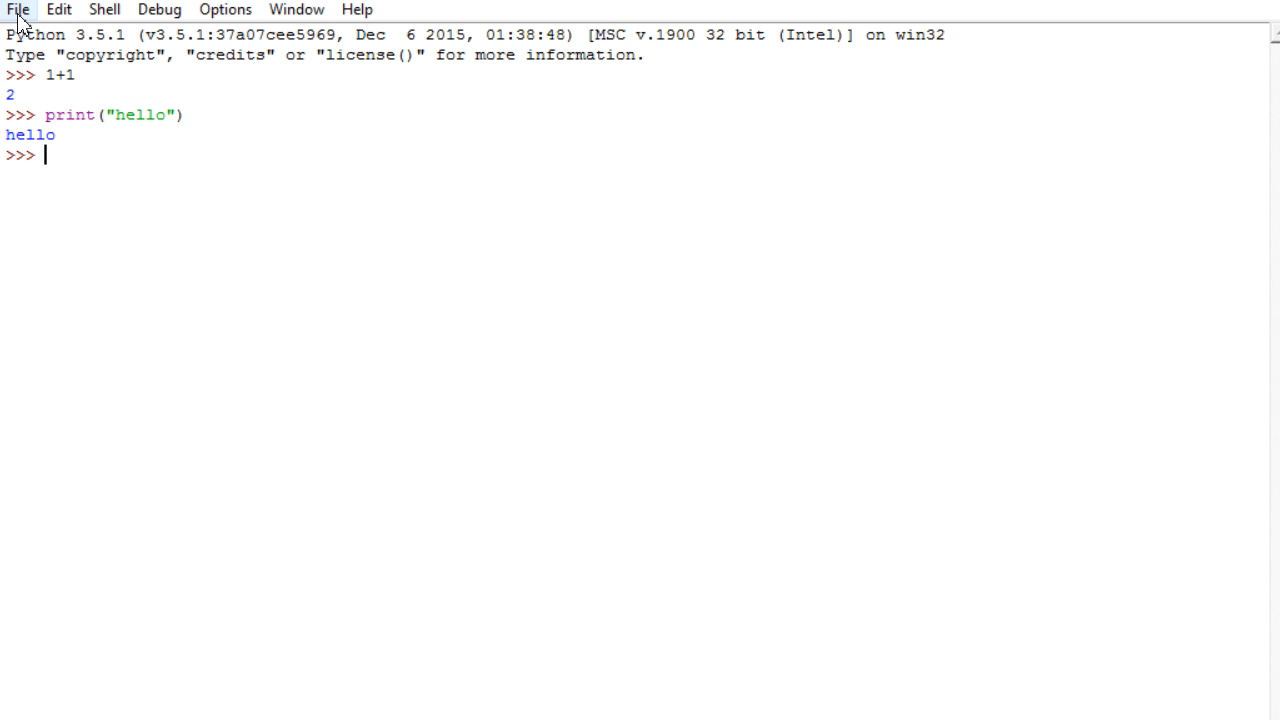 File Edit Shell Debug Options Window Help
Python 3.5.1 (v3.5.1:37a07cee5969, Dec  6 2015, 01:38:48) [MSC v.1900 32 bit (Intel)] on win32
Type "copyright", "credits" or "license()" for more information.
>>> 1+1
2
>>> print("hello")
hello
>>>